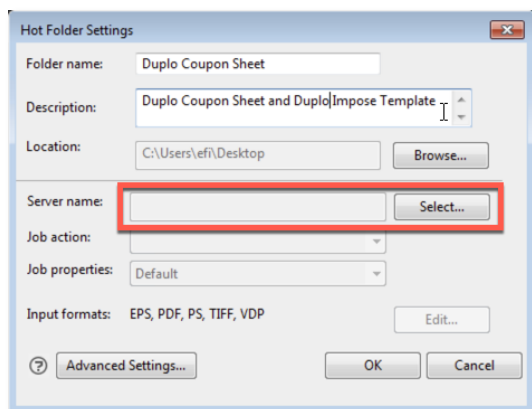 Hot Folder Settings
Folder name: Duplo Coupon Sheet
Description: Duplo Coupon Sheet and Duplo Impose Template
Location: C:\Users\efi\Desktop Browse...
Server name: Select...
Job action:
Job properties: Default
Input formats: EPS, PDF, PS, TIFF, VDP Edit...
? Advanced Settings... OK Cancel